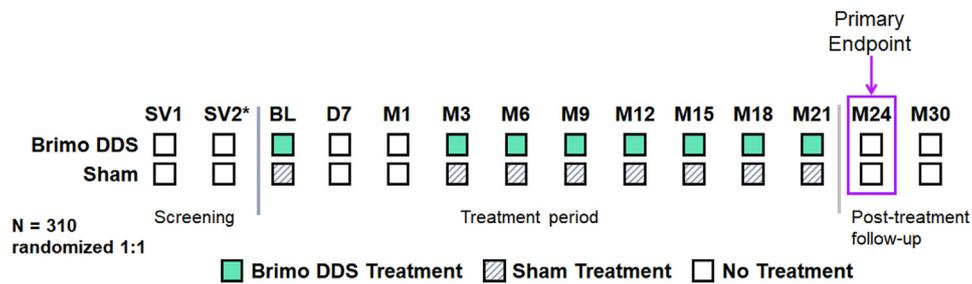 Primary
Endpoint
SV1 SV2* BL D7 M1 M3 M6 M9 M12 M15 M18 M21 M24 M30
Brimo DDS
Sham
Screening Treatment period Post-treatment
follow-up
N = 310
randomized 1:1
Brimo DDS Treatment Sham Treatment No Treatment